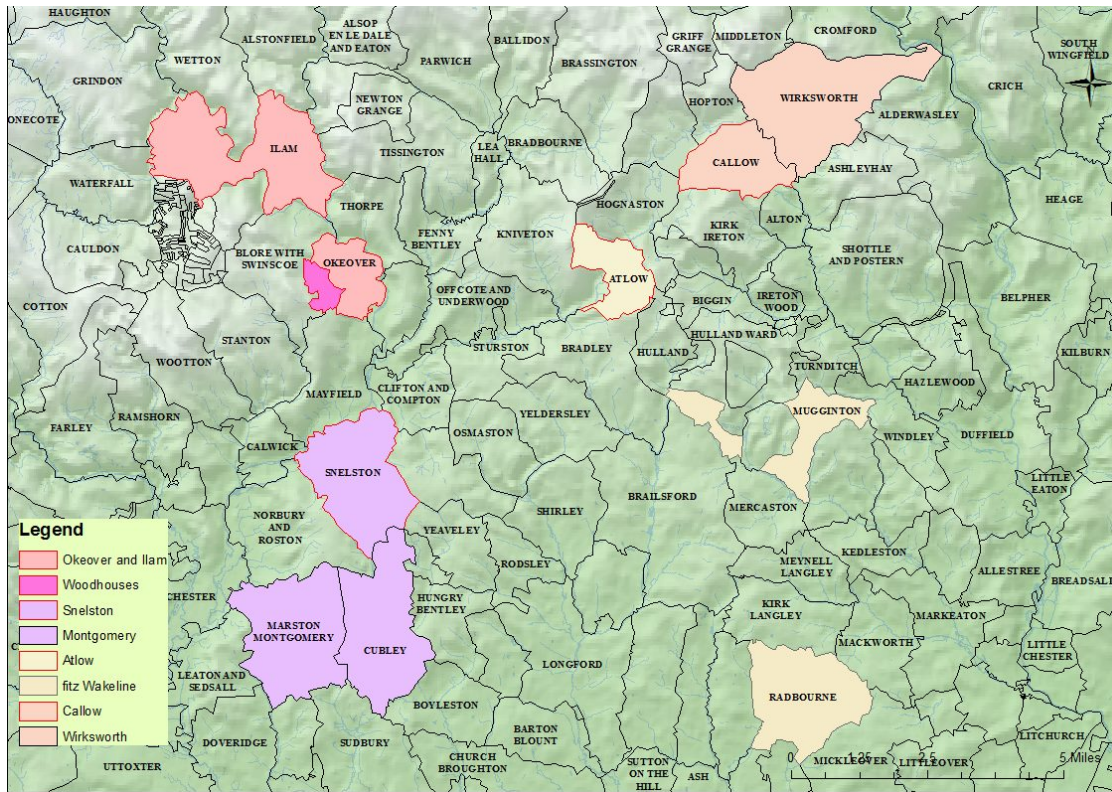 HAUGHTON
WETTON
ALSTONFIELD
ALSOP
EN LE DALE
AND EATON
PARWICH
BALLIDON
BRASSINGTON
GRIFF
GRANGE
MIDDLETON
CROMFORD
SOUTH
WINGFIELD
GRINDON
NEWTON
GRANGE
HOPTON
WIRKSWORTH
CRICH
ONECOTE
ILAM
TISSINGTON
LEA
HALL
BRADBOURNE
ALDERWASLEY
CALLOW
ASHLEYHAY
WATERFALL
THORPE
HOGNASTON
HEAGE
CAULDON
BLORE WITH
SWINSCOE
OKEOVER
FENNY
BENTLEY
KNIVETON
KIRK
IRETON
ALTON
SHOTTLE
AND POSTERN
ATLOW
COTTON
OFFCOTE AND
UNDERWOOD
BIGGIN
IRETON
WOOD
BELPHER
STANTON
WOOTTON
STURSTON
BRADLEY
HULLAND
HULLAND WARD
TURNDITCH
KILBURN
HAZLEWOOD
MAYFIELD
CLIFTON AND
COMPTON
YELDERSLEY
MUGGINTON
RAMSHORN
FARLEY
CALWICK
OSMASTON
WINDLEY
DUFFIELD
SNELSTON
BRAILSFORD
LITTLE
EATON
NORBURY
AND
ROSTON
YEAVELEY
SHIRLEY
MERCASTON
RODSLEY
MEYNELL
LANGLEY
KEDLESTON
ALLESTREE
BREADSALL
CHESTER
HUNGRY
BENTLEY
KIRK
LANGLEY
MARKEATON
MARSTON
MONTGOMERY
CUBLEY
MACKWORTH
LITTLE
CHESTER
LONGFORD
LEATON AND
SEDSALL
RADBOURNE
BOYLESTON
DOVERIDGE
SUDBURY
BARTON
BLOUNT
LITCHURCH
UTTOXTER
CHURCH
BROUGHTON
SUTTON
ON THE
HILL
ASH
MICKLEOVER
LITTLEOVER
Legend
Okeover and Ilam
Woodhouses
Snelston
Montgomery
Atlow
fitz Wakeline
Callow
Wirksworth
0 1.25 2.5 5 Miles